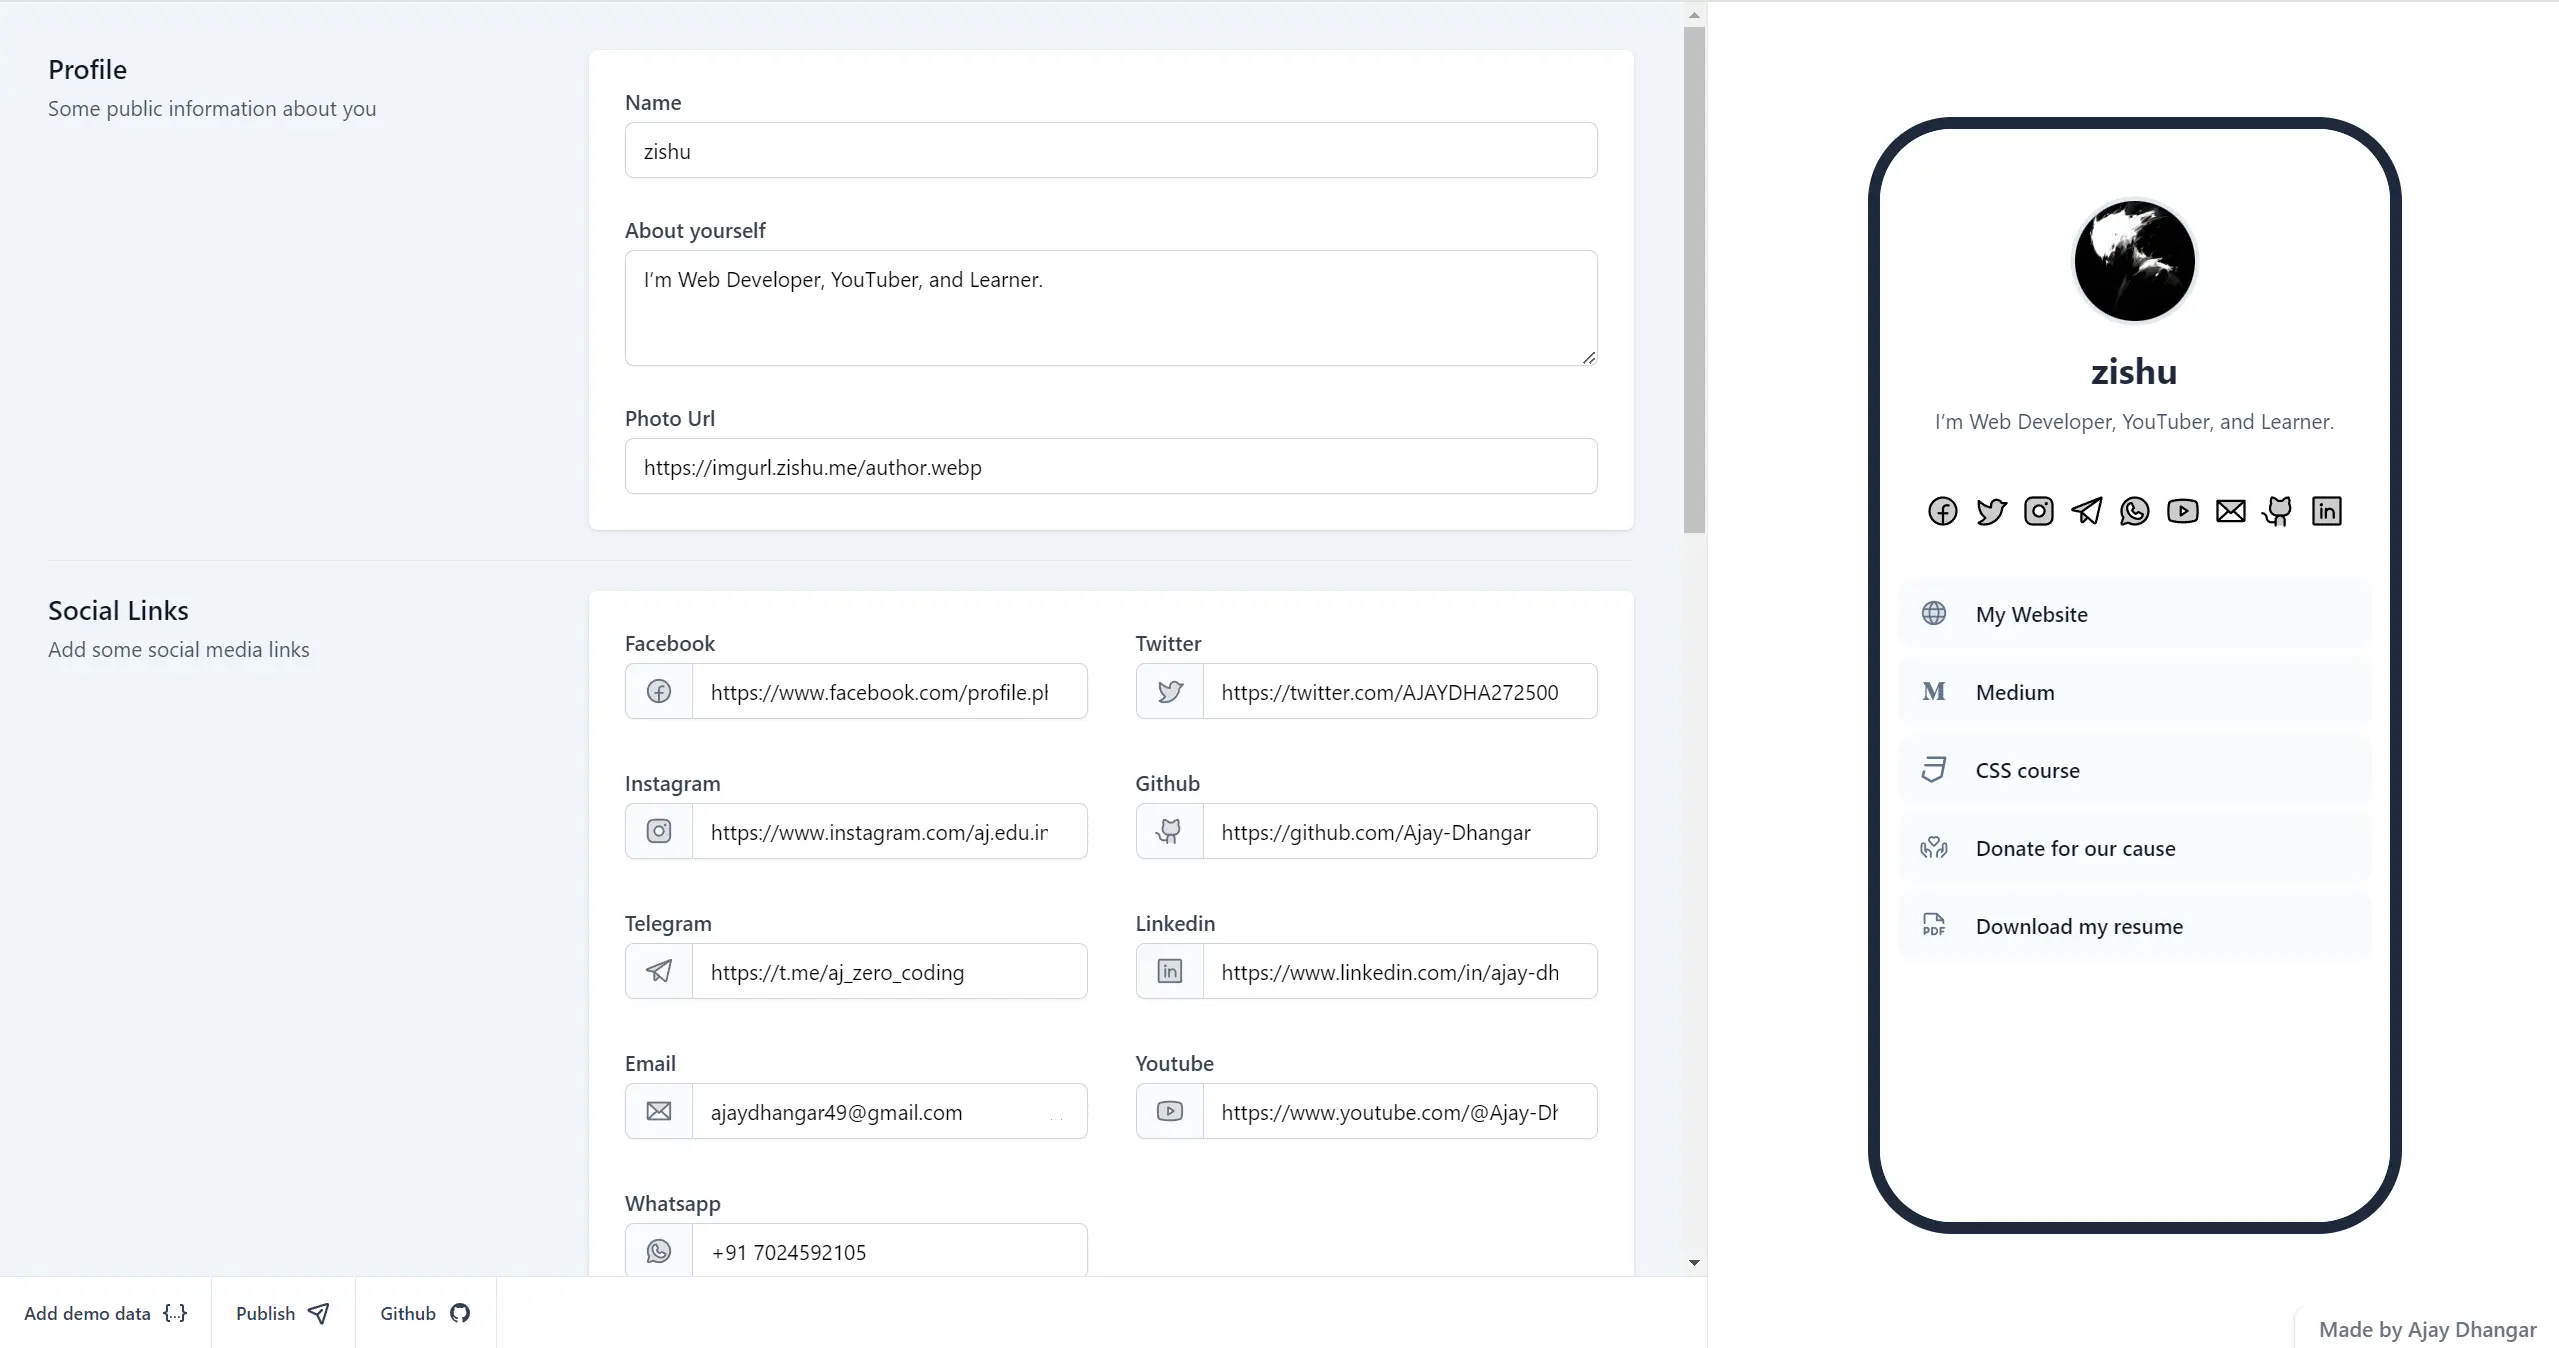 Profile
Some public information about you
Name
zishu
About yourself
I’m Web Developer, YouTuber, and Learner.
Photo Url
https://imgurl.zishu.me/author.webp
Social Links
Add some social media links
Facebook
https://www.facebook.com/profile.ph
Twitter
https://twitter.com/AJAYDHA272500
Instagram
https://www.instagram.com/aj.edu.in
Github
https://github.com/Ajay-Dhangar
Telegram
https://t.me/aj_zero_coding
Linkedin
https://www.linkedin.com/in/ajay-dh
Email
ajaydhangar49@gmail.com
Youtube
https://www.youtube.com/@Ajay-Dh
Whatsapp
+91 7024592105
Add demo data {...}
Publish
Github
zishu
I’m Web Developer, YouTuber, and Learner.
My Website
M Medium
CSS course
Donate for our cause
PDF Download my resume
Made by Ajay Dhangar